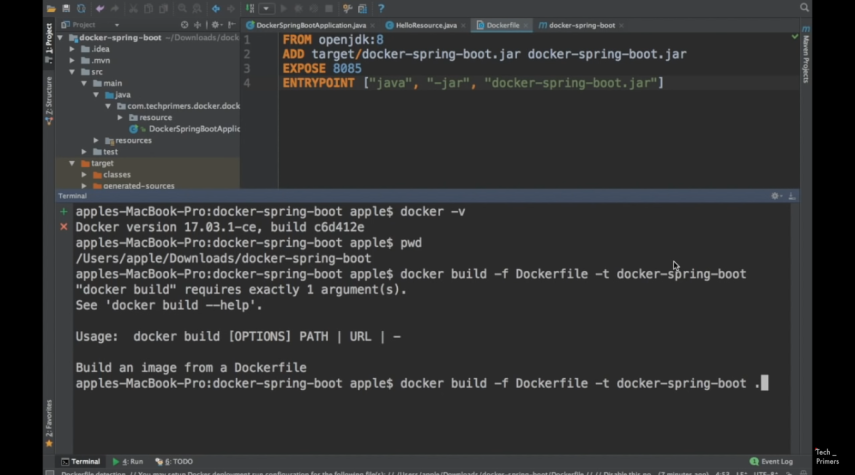 Project
DockerSpringBootApplication.java
HelloResource.java
Dockerfile
docker-spring-boot
1: Project
Z: Structure
2: Favorites
Maven Projects
docker-spring-boot ~/Downloads/dock
.idea
.mvn
src
main
java
com.techprimers.docker.dock
resource
DockerSpringBootApplic
resources
test
target
classes
generated-sources
1 FROM openjdk:8
2 ADD target/docker-spring-boot.jar docker-spring-boot.jar
3 EXPOSE 8085
4 ENTRYPOINT ["java", "-jar", "docker-spring-boot.jar"]
Terminal
apples-MacBook-Pro:docker-spring-boot apple$ docker -v
Docker version 17.03.1-ce, build c6d412e
apples-MacBook-Pro:docker-spring-boot apple$ pwd
/Users/apple/Downloads/docker-spring-boot
apples-MacBook-Pro:docker-spring-boot apple$ docker build -f Dockerfile -t docker-spring-boot
"docker build" requires exactly 1 argument(s).
See 'docker build --help'.
Usage:  docker build [OPTIONS] PATH | URL | -
Build an image from a Dockerfile
apples-MacBook-Pro:docker-spring-boot apple$ docker build -f Dockerfile -t docker-spring-boot .
Terminal
4: Run
6: TODO
Event Log
Tech _
Primers